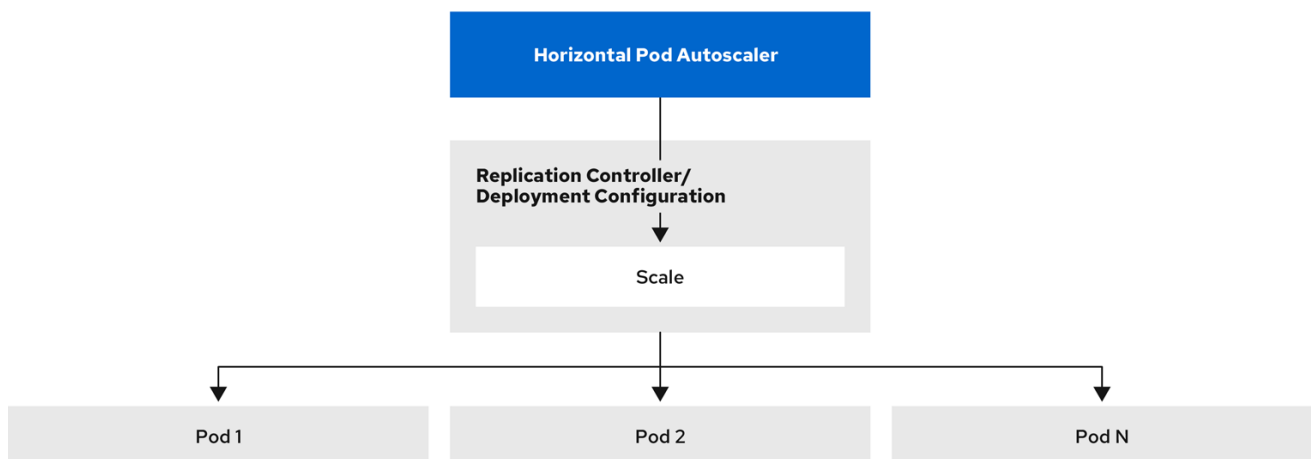 Horizontal Pod Autoscaler
Replication Controller/
Deployment Configuration
Scale
Pod 1
Pod 2
Pod N